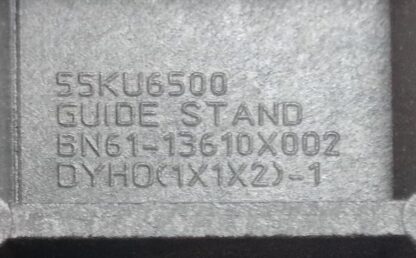 55KU6500
GUIDE STAND
BN61-13610X002
DYHO(1X1X2)-1